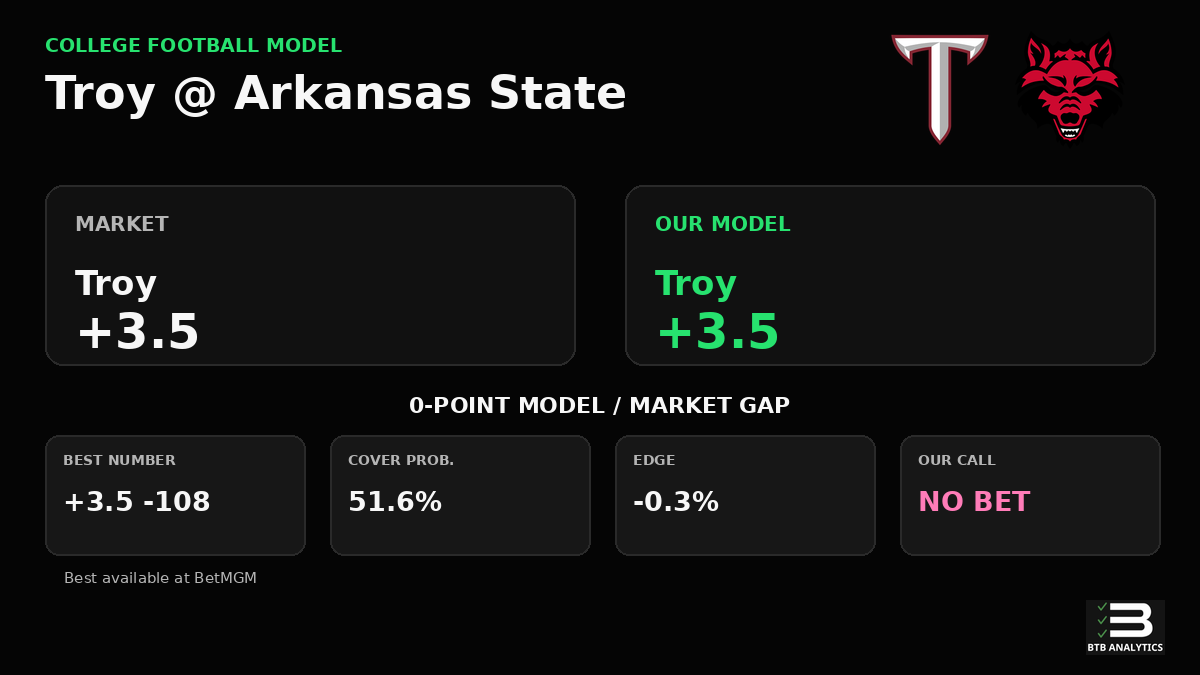 COLLEGE FOOTBALL MODEL
Troy @ Arkansas State
MARKET
Troy
+3.5
OUR MODEL
Troy
+3.5
0-POINT MODEL / MARKET GAP
BEST NUMBER
+3.5 -108
COVER PROB.
51.6%
EDGE
-0.3%
OUR CALL
NO BET
Best available at BetMGM
BTB ANALYTICS